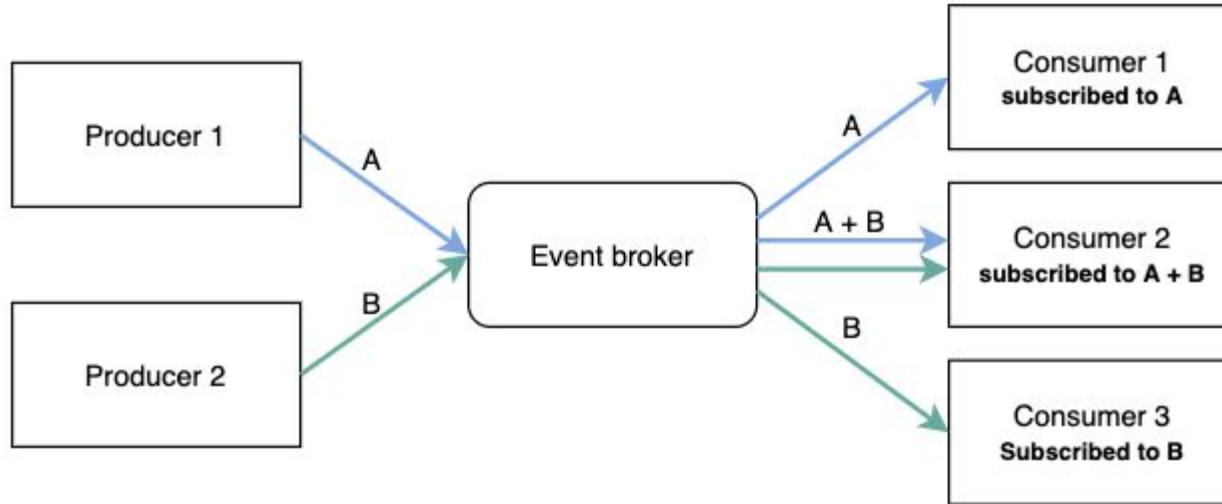 Producer 1
A
Producer 2
B
Event broker
A
A + B
B
Consumer 1
subscribed to A
Consumer 2
subscribed to A + B
Consumer 3
Subscribed to B